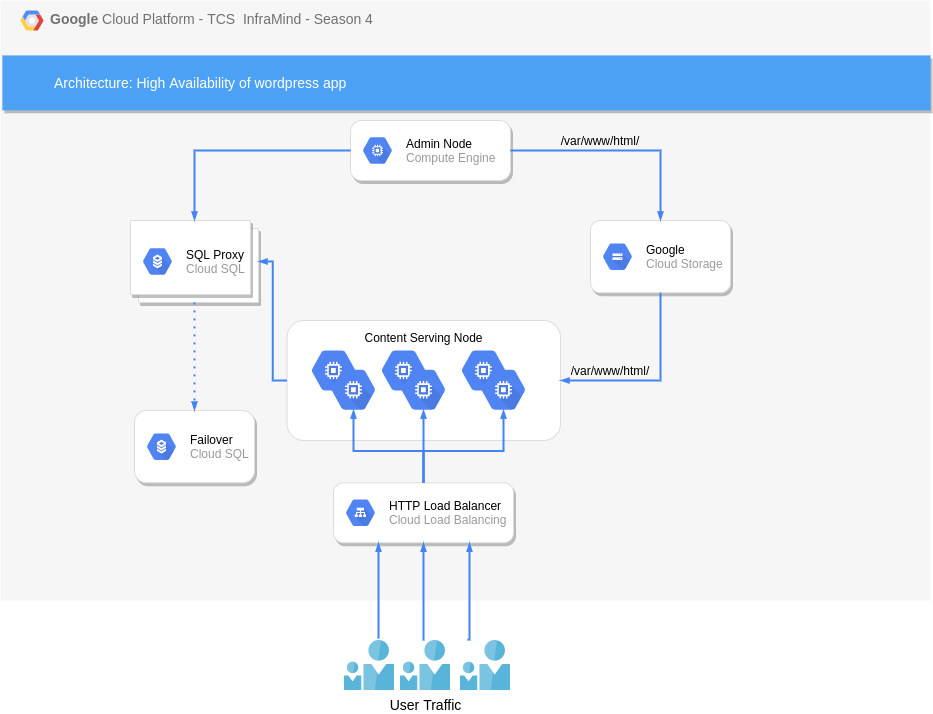 Google Cloud Platform - TCS  InfraMind - Season 4
Architecture: High Availability of wordpress app
Admin Node
Compute Engine
/var/www/html/
SQL Proxy
Cloud SQL
Google
Cloud Storage
Content Serving Node
/var/www/html/
Failover
Cloud SQL
HTTP Load Balancer
Cloud Load Balancing
User Traffic